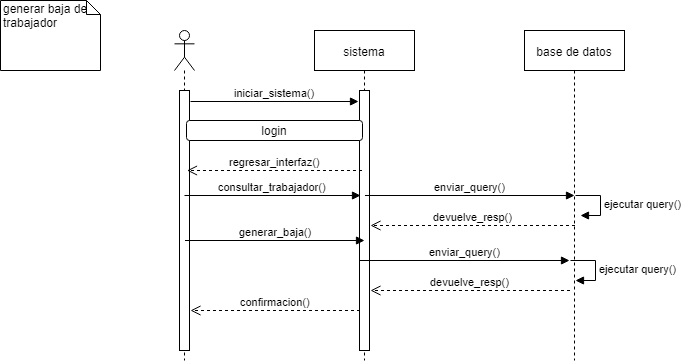 generar baja de
trabajador
sistema
base de datos
iniciar_sistema()
login
regresar_interfaz()
consultar_trabajador()
enviar_query()
ejecutar query()
devuelve_resp()
generar_baja()
enviar_query()
ejecutar query()
devuelve_resp()
confirmacion()